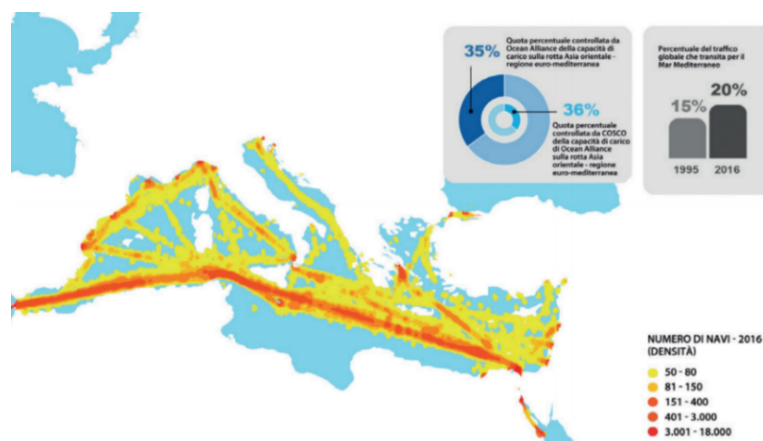 35%
Quota percentuale controllata da
Ocean Alliance della capacità di
carico sulla rotta Asia orientale -
regione euro-mediterranea
36%
Quota percentuale
controllata da COSCO
della capacità di carico
di Ocean Alliance
sulla rotta Asia
orientale - regione
euro-mediterranea
Percentuale del traffico
globale che transita per il
Mar Mediterraneo
15%
20%
1995
2016
NUMERO DI NAVI - 2016
(DENSITÀ)
50 - 80
81 - 150
151 - 400
401 - 3.000
3.001 - 18.000